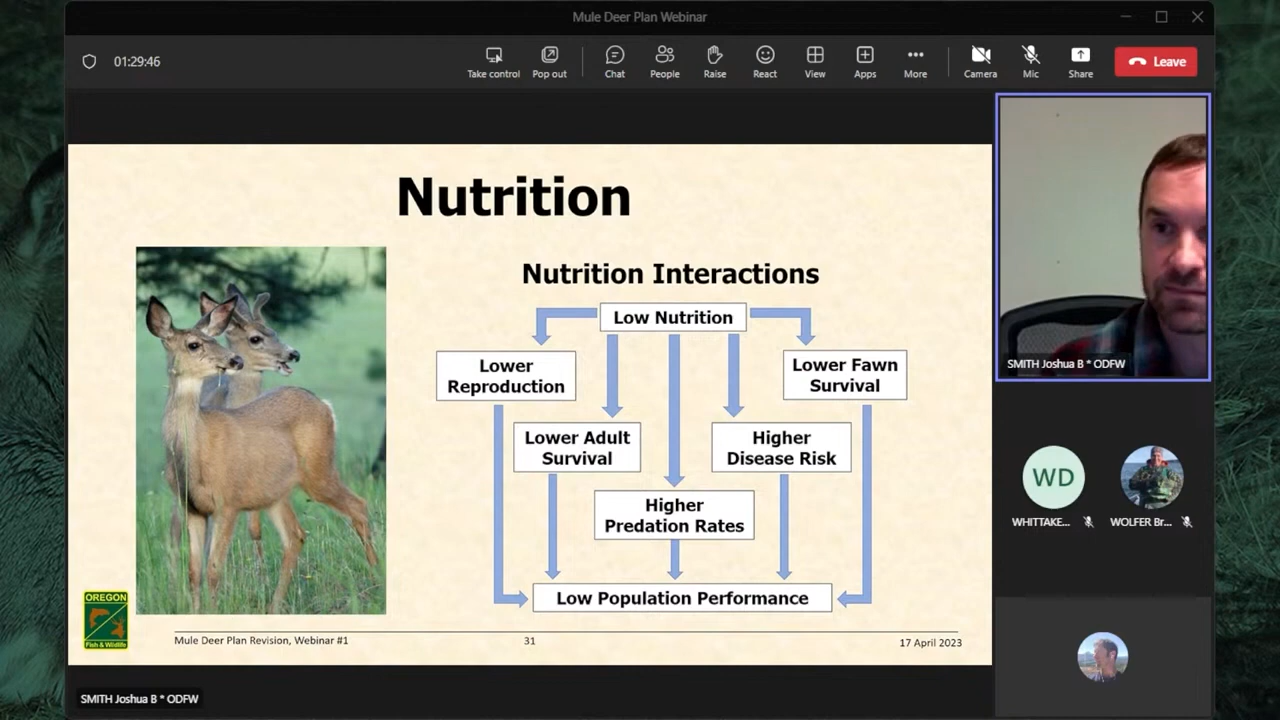 Mule Deer Plan Webinar
01:29:46
Take control
Pop out
Chat
People
Raise
React
View
Apps
More
Camera
Mic
Share
Leave
Nutrition
Nutrition Interactions
Low Nutrition
Lower
Reproduction
Lower Fawn
Survival
Lower Adult
Survival
Higher
Disease Risk
Higher
Predation Rates
Low Population Performance
OREGON
Fish & Wildlife
Mule Deer Plan Revision, Webinar #1
31
17 April 2023
SMITH Joshua B * ODFW
SMITH Joshua B * ODFW
WD
WHITTAKE...
WOLFER Br...